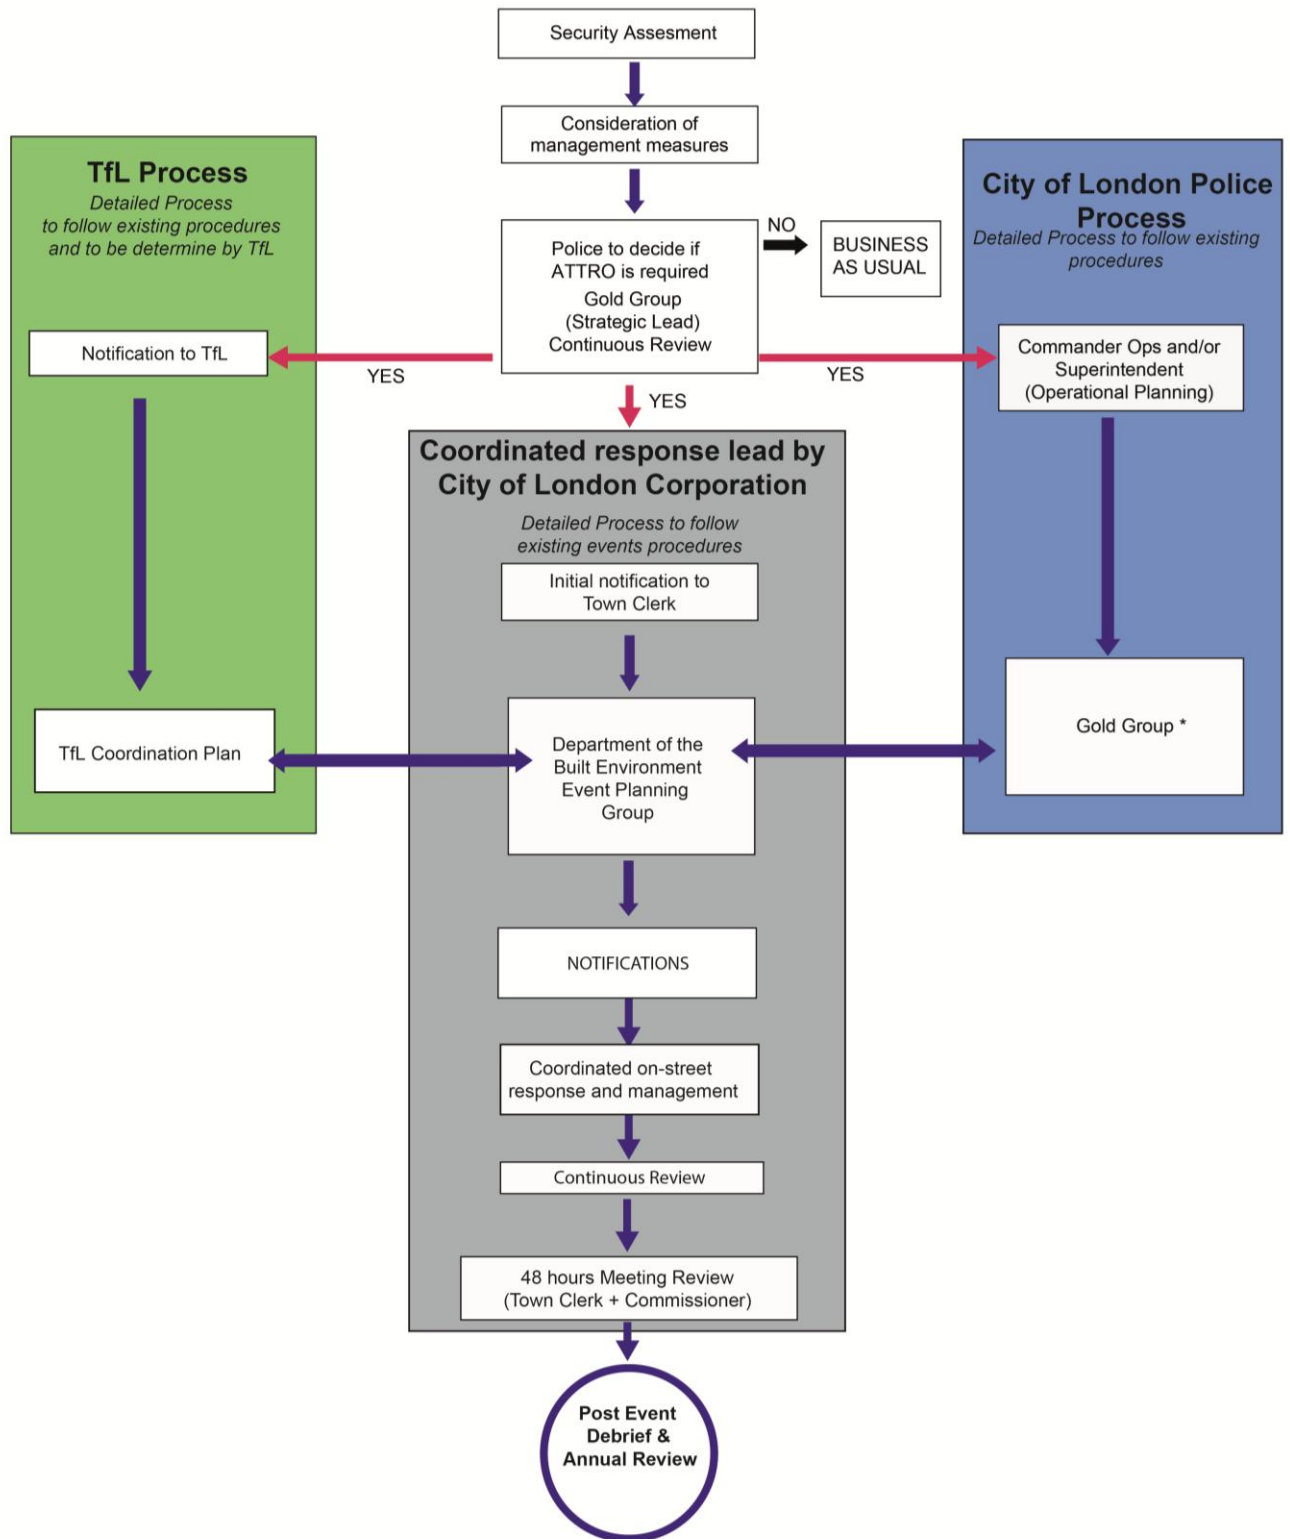 Security Assesment
Consideration of
management measures
Police to decide if
ATTRO is required
Gold Group
(Strategic Lead)
Continuous Review
NO
BUSINESS
AS USUAL
YES
YES
YES
TfL Process
Detailed Process
to follow existing procedures
and to be determine by TfL
Notification to TfL
TfL Coordination Plan
City of London Police
Process
Detailed Process to follow existing
procedures
Commander Ops and/or
Superintendent
(Operational Planning)
Gold Group *
Coordinated response lead by
City of London Corporation
Detailed Process to follow
existing events procedures
Initial notification to
Town Clerk
Department of the
Built Environment
Event Planning
Group
NOTIFICATIONS
Coordinated on-street
response and management
Continuous Review
48 hours Meeting Review
(Town Clerk + Commissioner)
Post Event
Debrief &
Annual Review